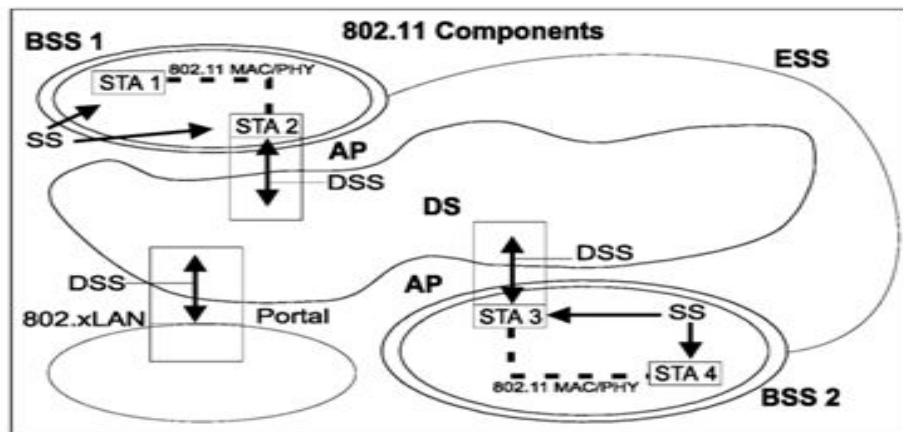 802.11 Components
BSS 1
ESS
802.11 MAC/PHY
STA 1
STA 2
SS
AP
DSS
DS
DSS
DSS
AP
802.xLAN
Portal
STA 3
SS
STA 4
802.11 MAC/PHY
BSS 2